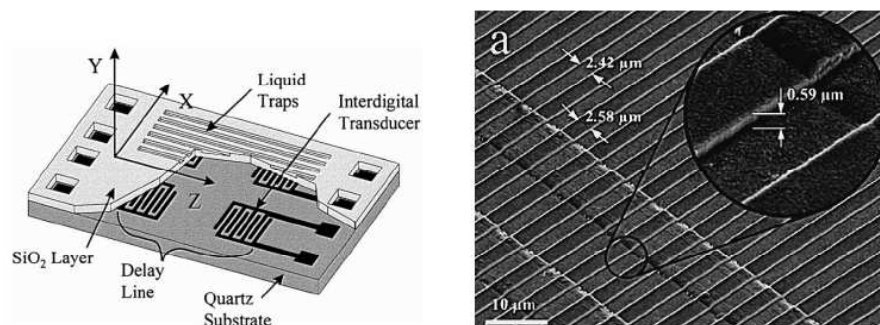 Y
X
Z
Liquid
Traps
Interdigital
Transducer
SiO₂ Layer
Delay
Line
Quartz
Substrate
a
2.42 µm
2.58 µm
0.59 µm
10 µm